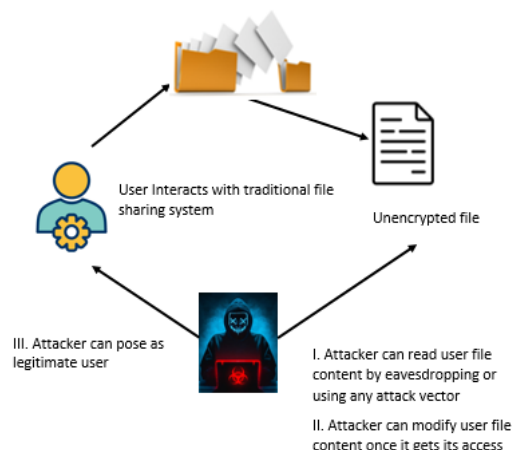 User Interacts with traditional file
sharing system
Unencrypted file
III. Attacker can pose as
legitimate user
I. Attacker can read user file
content by eavesdropping or
using any attack vector
II. Attacker can modify user file
content once it gets its access